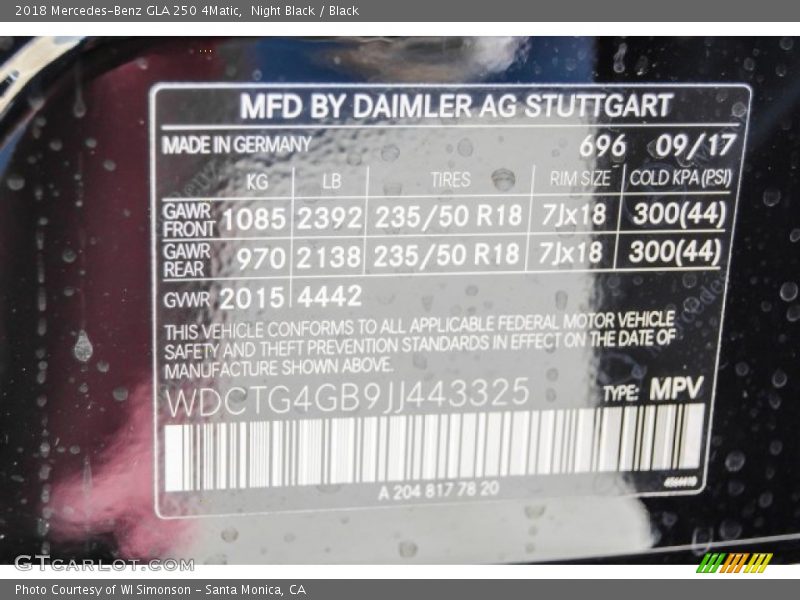 2018 Mercedes-Benz GLA 250 4Matic,  Night Black / Black
MFD BY DAIMLER AG STUTTGART
MADE IN GERMANY 696 09/17
KG LB TIRES RIM SIZE COLD KPA(PSI)
GAWR FRONT 1085 2392 235/50 R18 7Jx18 300(44)
GAWR REAR 970 2138 235/50 R18 7Jx18 300(44)
GVWR 2015 4442
THIS VEHICLE CONFORMS TO ALL APPLICABLE FEDERAL MOTOR VEHICLE
SAFETY AND THEFT PREVENTION STANDARDS IN EFFECT ON THE DATE OF
MANUFACTURE SHOWN ABOVE.
WDCTG4GB9JJ443325 TYPE: MPV
A 204 817 78 20
GTCARLOT.COM
Photo Courtesy of WI Simonson - Santa Monica, CA